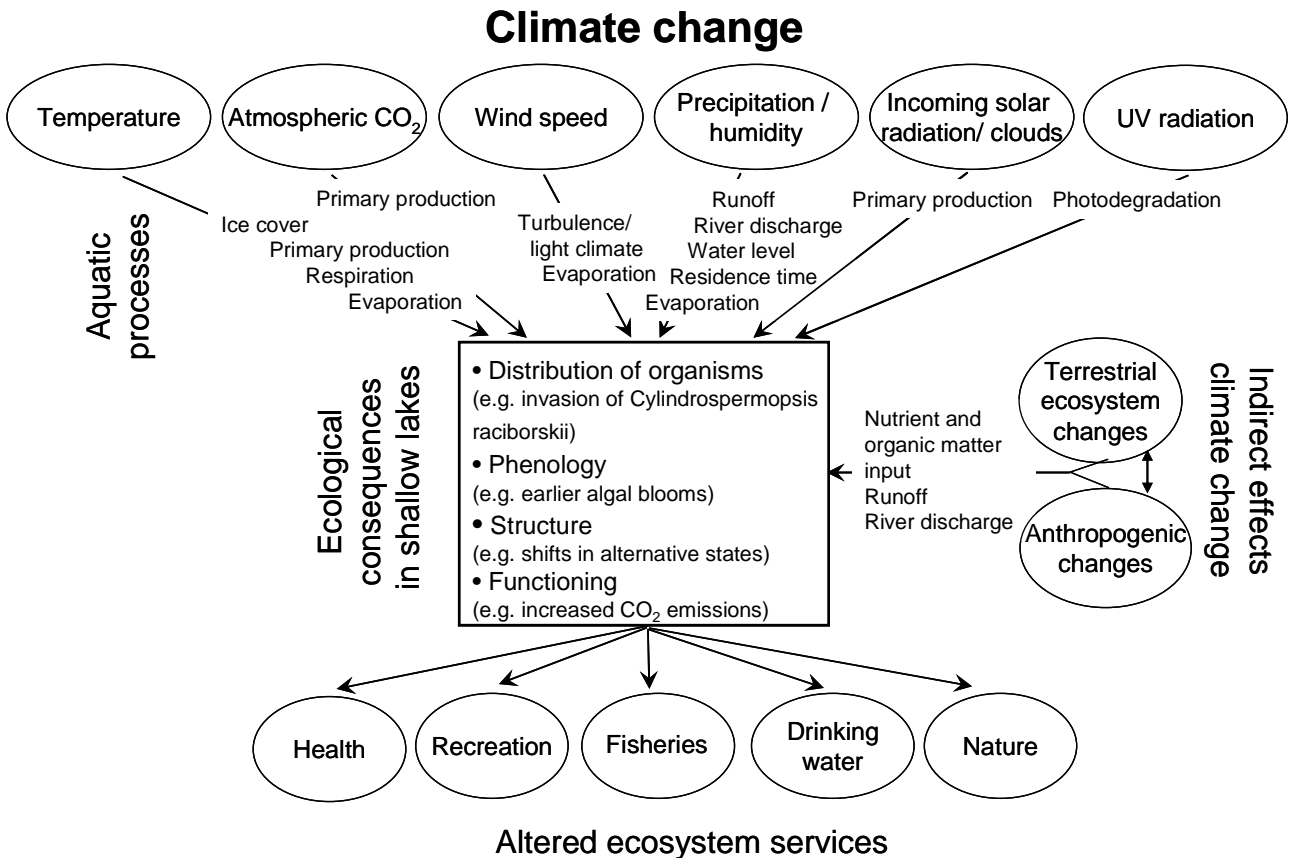 Climate change
Temperature
Atmospheric CO₂
Wind speed
Precipitation /
humidity
Incoming solar
radiation/ clouds
UV radiation
Aquatic
processes
Ice cover
Primary production
Respiration
Evaporation
Primary production
Turbulence/
light climate
Evaporation
Runoff
River discharge
Water level
Residence time
Evaporation
Primary production
Photodegradation
Ecological
consequences
in shallow lakes
• Distribution of organisms
(e.g. invasion of Cylindrospermopsis
raciborskii)
• Phenology
(e.g. earlier algal blooms)
• Structure
(e.g. shifts in alternative states)
• Functioning
(e.g. increased CO₂ emissions)
Nutrient and
organic matter
input
Runoff
River discharge
Terrestrial
ecosystem
changes
Anthropogenic
changes
Indirect effects
climate change
Health
Recreation
Fisheries
Drinking
water
Nature
Altered ecosystem services